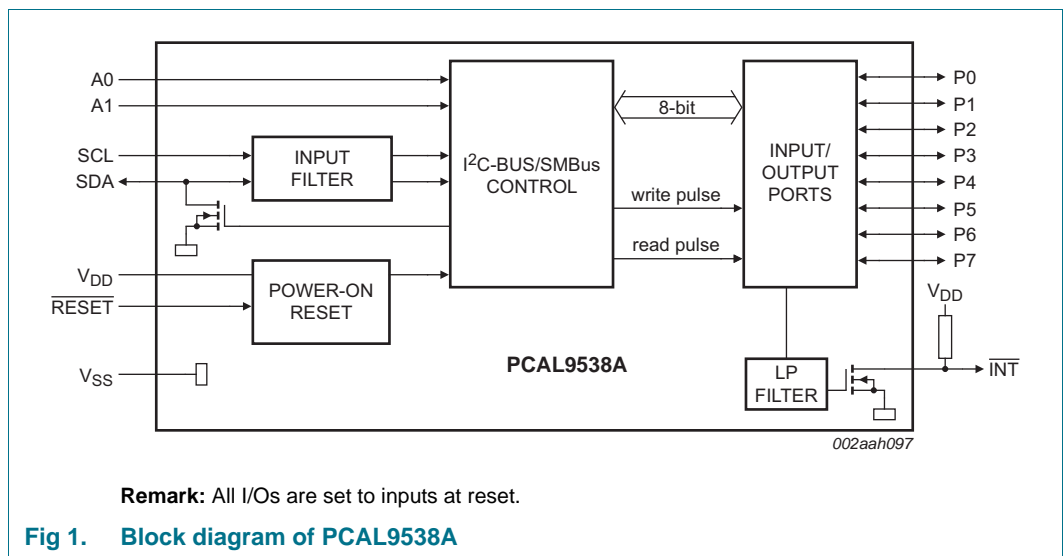 A0
A1
SCL
SDA
VDD
RESET
VSS
INPUT
FILTER
POWER-ON
RESET
I2C-BUS/SMBus
CONTROL
8-bit
write pulse
read pulse
INPUT/
OUTPUT
PORTS
P0
P1
P2
P3
P4
P5
P6
P7
VDD
INT
LP
FILTER
PCAL9538A
002aah097
Remark: All I/Os are set to inputs at reset.
Fig 1. Block diagram of PCAL9538A